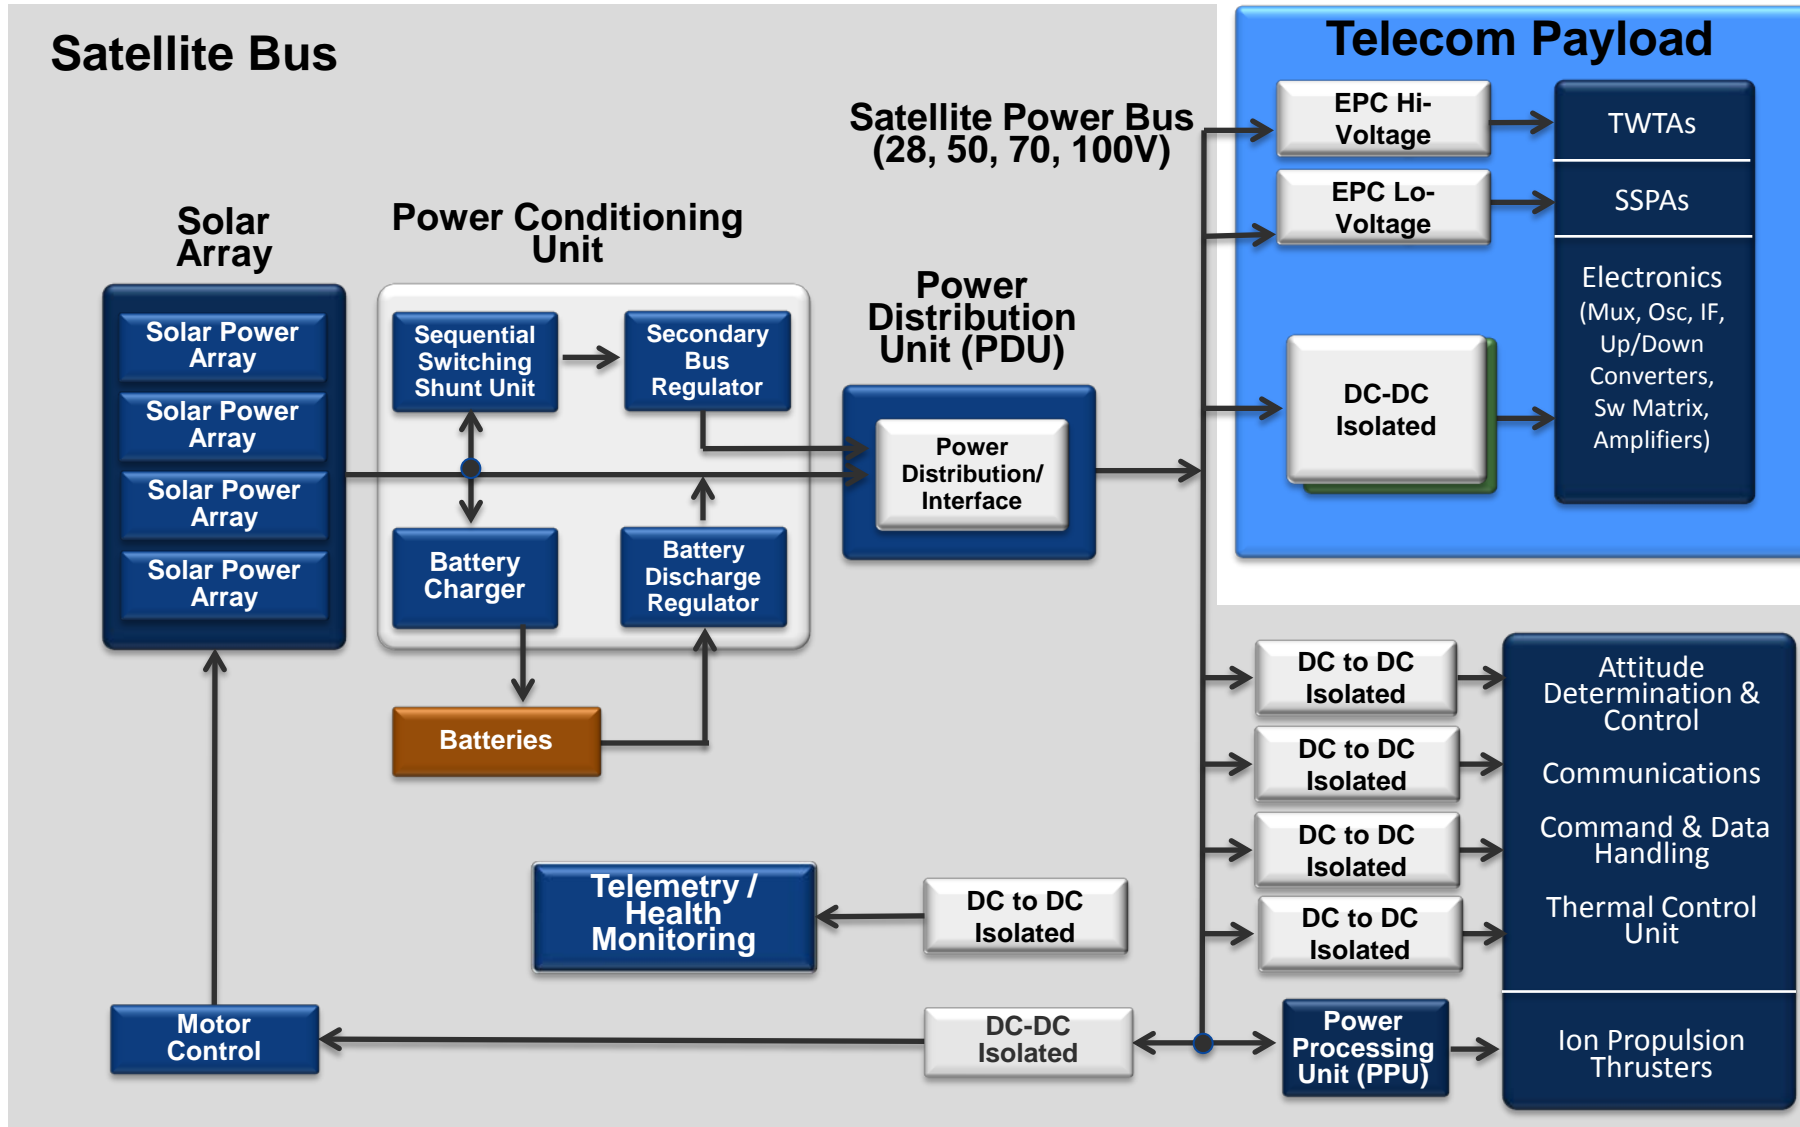 Satellite Bus
Telecom Payload
Satellite Power Bus
(28, 50, 70, 100V)
EPC Hi-
Voltage
TWTAs
EPC Lo-
Voltage
SSPAs
DC-DC
Isolated
Electronics
(Mux, Osc, IF,
Up/Down
Converters,
Sw Matrix,
Amplifiers)
Solar
Array
Solar Power
Array
Solar Power
Array
Solar Power
Array
Solar Power
Array
Power Conditioning
Unit
Sequential
Switching
Shunt Unit
Secondary
Bus
Regulator
Battery
Charger
Battery
Discharge
Regulator
Batteries
Power
Distribution
Unit (PDU)
Power
Distribution/
Interface
DC to DC
Isolated
DC to DC
Isolated
DC to DC
Isolated
DC to DC
Isolated
Attitude
Determination &
Control
Communications
Command & Data
Handling
Thermal Control
Unit
Telemetry /
Health
Monitoring
DC to DC
Isolated
Motor
Control
DC-DC
Isolated
Power
Processing
Unit (PPU)
Ion Propulsion
Thrusters